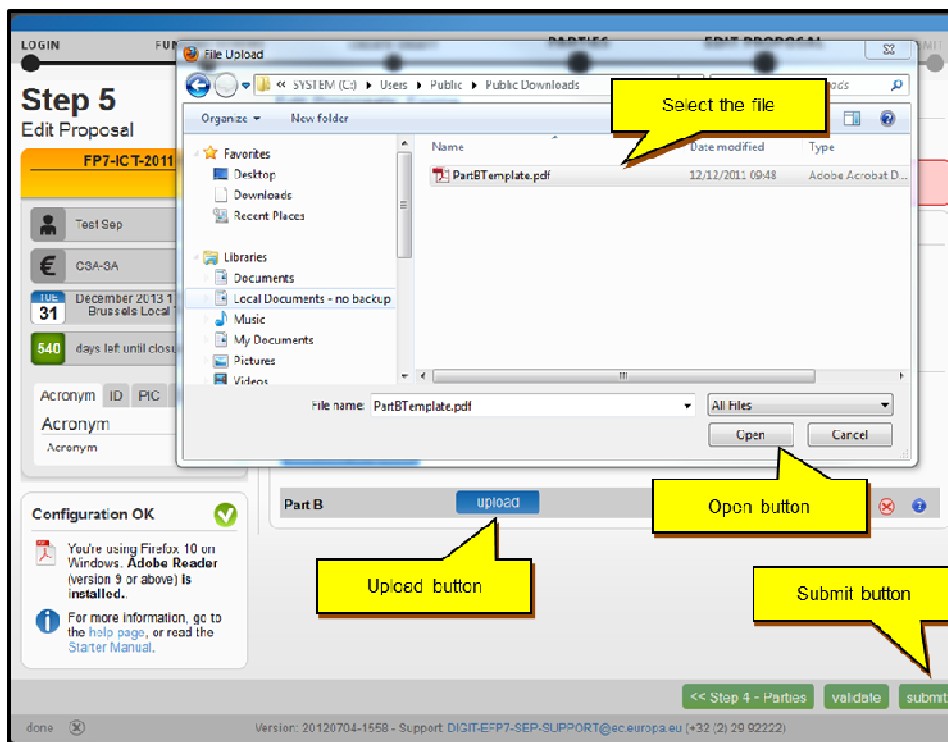 LOGIN
PARTIES
EDIT PROPOSAL
File Upload
Step 5
Edit Proposal
FP7-ICT-2011
Test Sep
CSA-SA
TUE 31
December 2013 1
Brussels Local
540 days left until closu
Acronym ID PIC
Acronym
Acronym
« SYSTEM (C:) Users Public Public Downloads
Organize New folder
Favorites
Desktop
Downloads
Recent Places
Libraries
Documents
Local Documents - no backup
Music
My Documents
Pictures
Videos
Name Date modified Type
PartBTemplate.pdf 12/12/2011 09:48 Adobe Acrobat D...
Select the file
File name: PartBTemplate.pdf All Files
Open Cancel
Open button
Part B upload
Upload button
Submit button
Configuration OK
You're using Firefox 10 on
Windows. Adobe Reader
(version 9 or above) is
installed..
For more information, go to
the help page, or read the
Starter Manual.
<< Step 4 - Parties validate submit
done Version: 20120704-1558 - Support: DIGIT-EFP7-SEP-SUPPORT@ec.europa.eu (+32 (2) 29 92222)